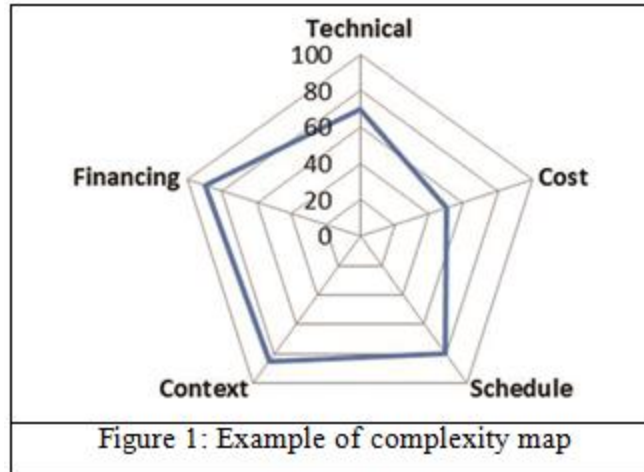 Technical
100
80
60
40
20
0
Financing
Cost
Context
Schedule
Figure 1: Example of complexity map